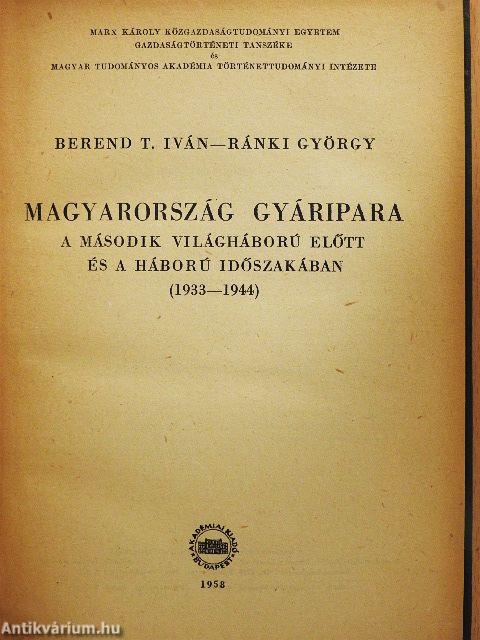 MARX KÁROLY KÖZGAZDASÁGTUDOMÁNYI EGYETEM
GAZDASÁGTÖRTÉNETI TANSZÉKE
és
MAGYAR TUDOMÁNYOS AKADÉMIA TÖRTÉNETTUDOMÁNYI INTÉZETE
BEREND T. IVÁN—RÁNKI GYÖRGY
MAGYARORSZÁG GYÁRIPARA
A MÁSODIK VILÁGHÁBORÚ ELŐTT
ÉS A HÁBORÚ IDŐSZAKÁBAN
(1933—1944)
AKADÉMIAI KIADÓ
BUDAPEST
1958
Antikvárium.hu